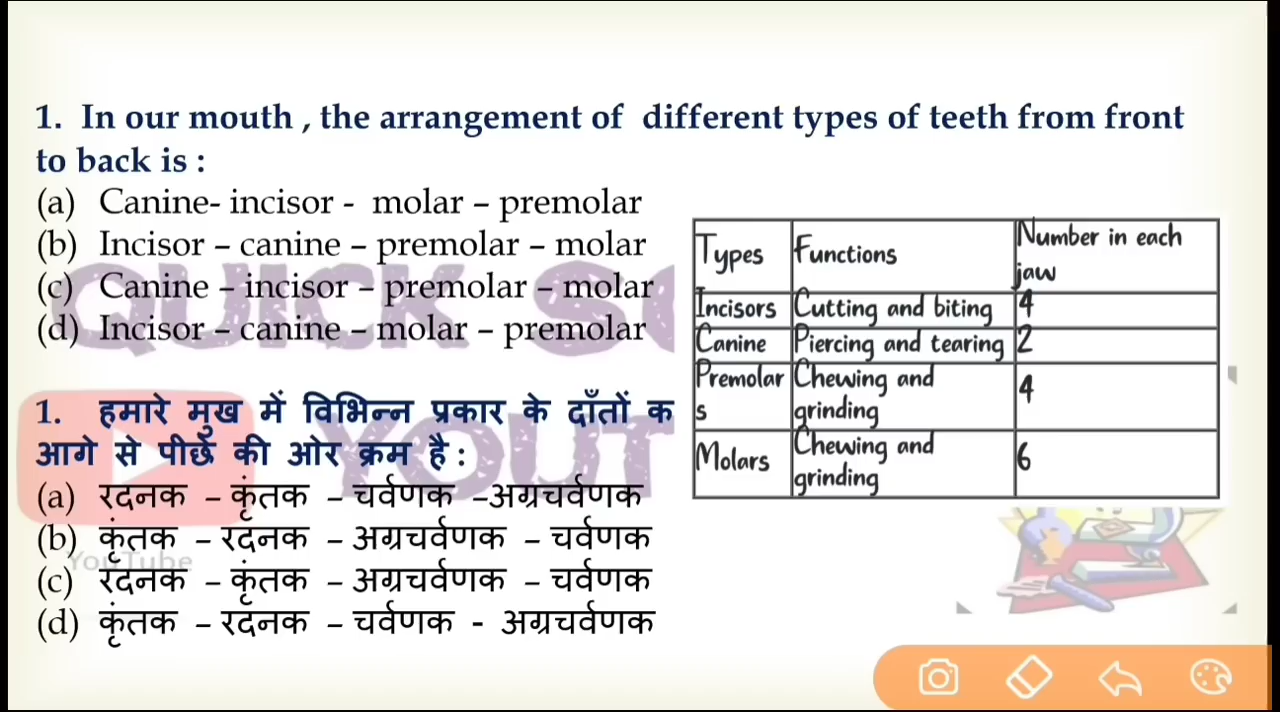 1. In our mouth , the arrangement of different types of teeth from front
to back is :
(a) Canine- incisor - molar – premolar
(b) Incisor – canine – premolar – molar
(c) Canine – incisor – premolar – molar
(d) Incisor – canine – molar – premolar
1. हमारे मुख में विभिन्न प्रकार के दाँतों क
आगे से पीछे की ओर क्रम है :
(a) रदनक – कृंतक – चर्वणक –अग्रचर्वणक
(b) कृंतक – रदनक – अग्रचर्वणक – चर्वणक
(c) रदनक – कृंतक – अग्रचर्वणक – चर्वणक
(d) कृंतक – रदनक – चर्वणक - अग्रचर्वणक
Types Functions Number in each
jaw
Incisors Cutting and biting 4
Canine Piercing and tearing 2
Premolar Chewing and 4
s grinding
Molars Chewing and 6
grinding
QUICK S
YOUT
YouTube